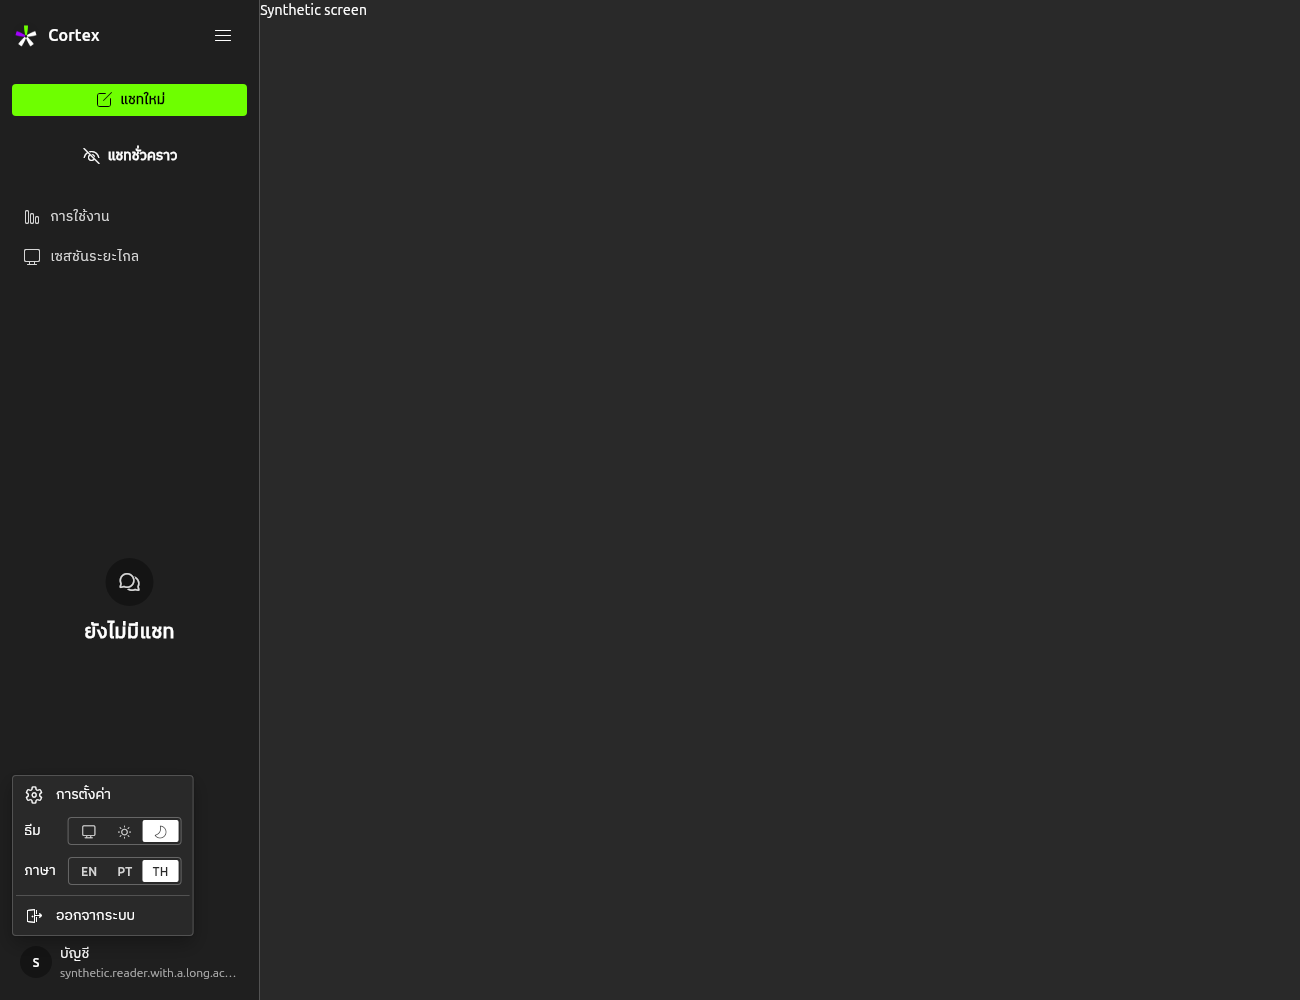 Cortex
Synthetic screen
แชทใหม่
แชทชั่วคราว
การใช้งาน
เซสชันระยะไกล
ยังไม่มีแชท
การตั้งค่า
ธีม
ภาษา EN PT TH
ออกจากระบบ
S
บัญชี
synthetic.reader.with.a.long.ac...